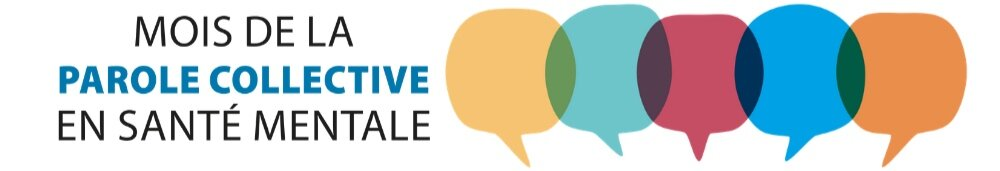 MOIS DE LA
PAROLE COLLECTIVE
EN SANTÉ MENTALE